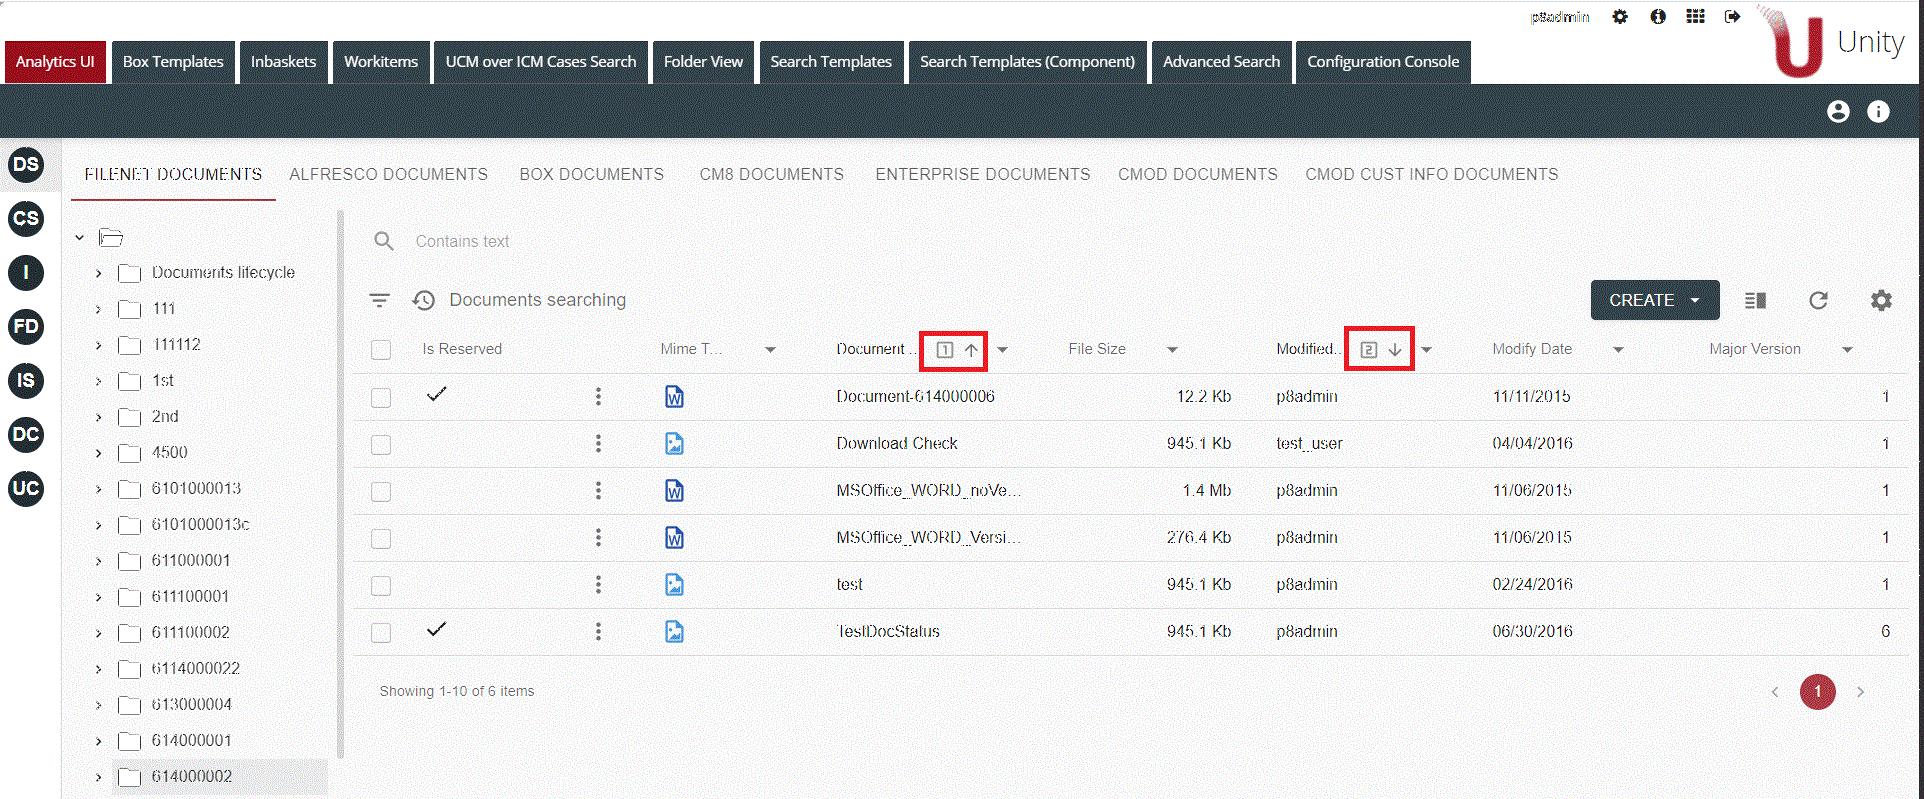 p8admin
Unity
Analytics UI Box Templates Inbaskets Workitems UCM over ICM Cases Search Folder View Search Templates Search Templates (Component) Advanced Search Configuration Console
DS
CS
I
FD
IS
DC
UC
FILENET DOCUMENTS ALFRESCO DOCUMENTS BOX DOCUMENTS CM8 DOCUMENTS ENTERPRISE DOCUMENTS CMOD DOCUMENTS CMOD CUST INFO DOCUMENTS
Documents lifecycle
111
111112
1st
2nd
4500
6101000013
6101000013c
611000001
611100001
611100002
6114000022
613000004
614000001
614000002
Contains text
Documents searching
CREATE
Is Reserved Mime T... Document ... 1 File Size Modified... 2 Modify Date Major Version
Document-614000006 12.2 Kb p8admin 11/11/2015 1
Download Check 945.1 Kb test_user 04/04/2016 1
MSOffice_WORD_noVe... 1.4 Mb p8admin 11/06/2015 1
MSOffice_WORD_Versi... 276.4 Kb p8admin 11/06/2015 1
test 945.1 Kb p8admin 02/24/2016 1
TestDocStatus 945.1 Kb p8admin 06/30/2016 6
Showing 1-10 of 6 items
1